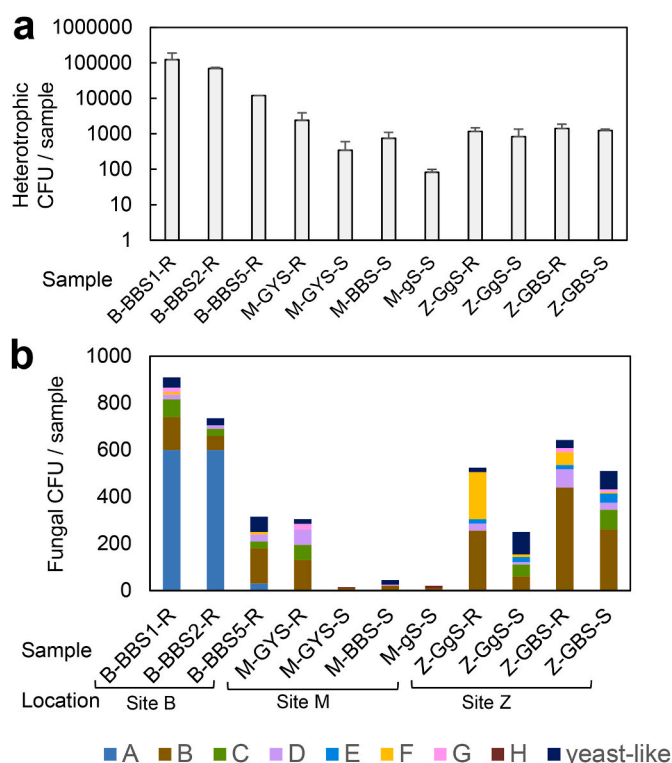 a
Heterotrophic
CFU / sample
1000000
100000
10000
1000
100
10
1
Sample
B-BBS1-R
B-BBS2-R
B-BBS5-R
M-GYS-R
M-GYS-S
M-BBS-S
M-gS-S
Z-GgS-R
Z-GgS-S
Z-GBS-R
Z-GBS-S
b
Fungal CFU / sample
1000
800
600
400
200
0
Sample
B-BBS1-R
B-BBS2-R
B-BBS5-R
M-GYS-R
M-GYS-S
M-BBS-S
M-gS-S
Z-GgS-R
Z-GgS-S
Z-GBS-R
Z-GBS-S
Location Site B Site M Site Z
A B C D E F G H yeast-like